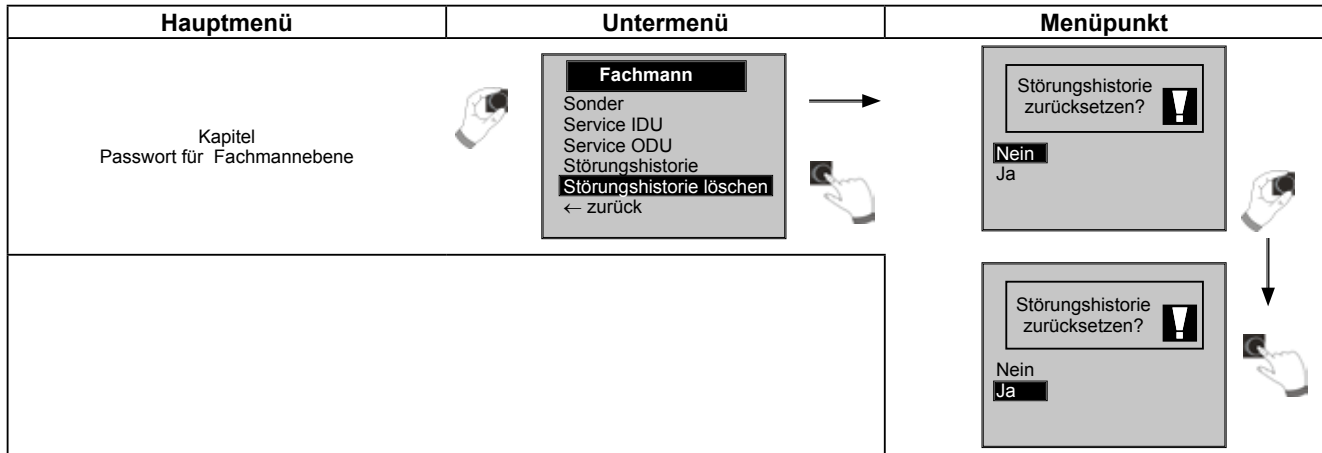 Hauptmenü
Untermenü
Menüpunkt
Kapitel
Passwort für Fachmannebene
Fachmann
Sonder
Service IDU
Service ODU
Störungshistorie
Störungshistorie löschen
← zurück
Störungshistorie
zurücksetzen?
!
Nein
Ja
Störungshistorie
zurücksetzen?
!
Nein
Ja